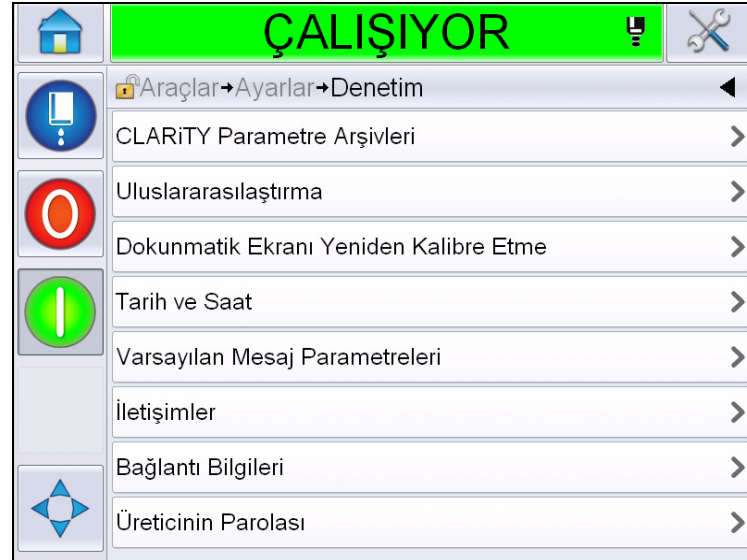 ÇALIŞIYOR
Araçlar→Ayarlar→Denetim
CLARiTY Parametre Arşivleri
Uluslararasılaştırma
Dokunmatik Ekranı Yeniden Kalibre Etme
Tarih ve Saat
Varsayılan Mesaj Parametreleri
İletişimler
Bağlantı Bilgileri
Üreticinin Parolası